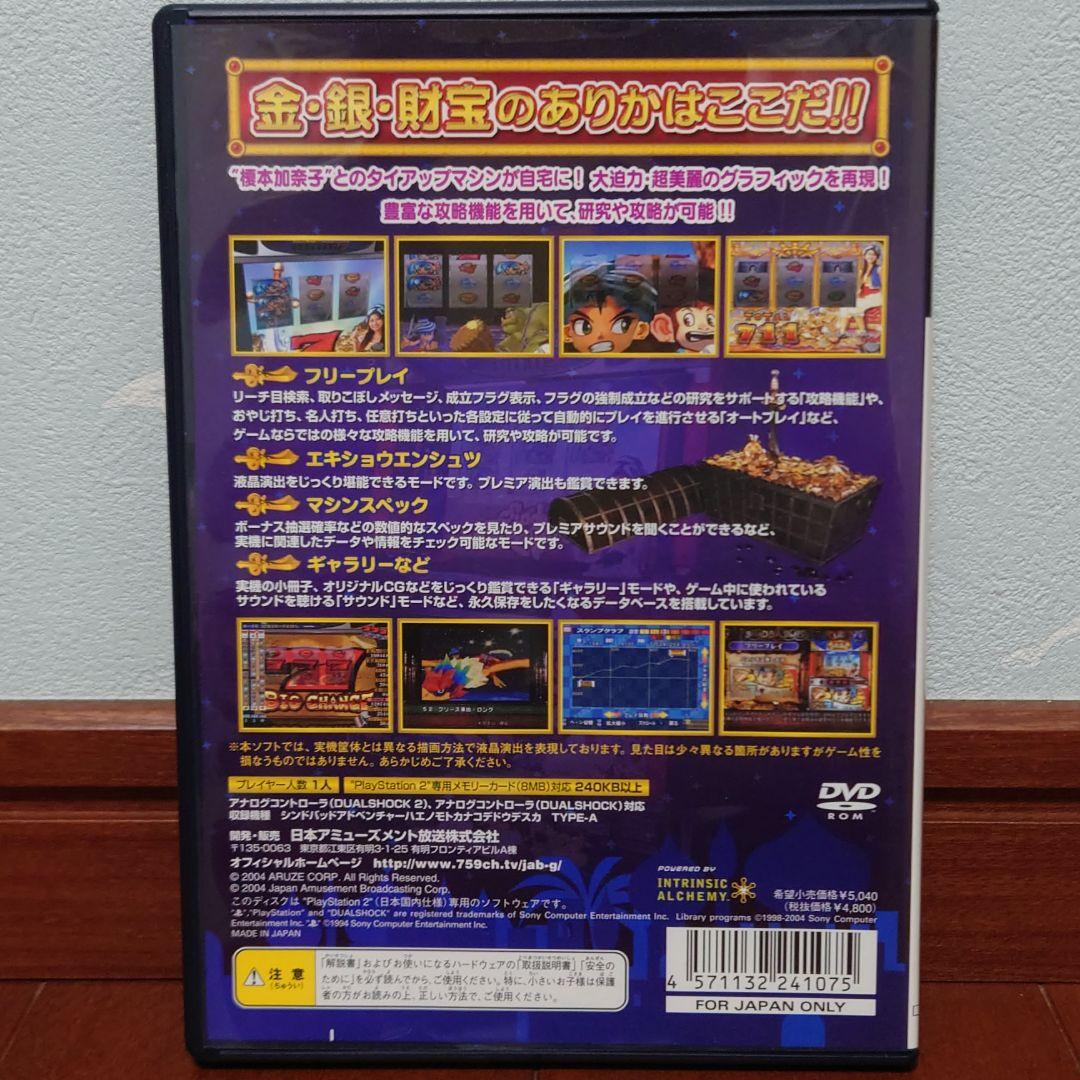 金・銀・財宝のありかはここだ!!
"榎本加奈子"とのタイアップマシンが自宅に! 大迫力・超美麗のグラフィックを再現!
豊富な攻略機能を用いて、研究や攻略が可能!!
711
フリープレイ
リーチ目検索、取りこぼしメッセージ、成立フラグ表示、フラグの強制成立などの研究をサポートする「攻略機能」や、
おやじ打ち、名人打ち、任意打ちといった各設定に従って自動的にプレイを進行させる「オートプレイ」など、
ゲームならではの様々な攻略機能を用いて、研究や攻略が可能です。
エキショウエンシュツ
液晶演出をじっくり堪能できるモードです。プレミア演出も鑑賞できます。
マシンスペック
ボーナス抽選確率などの数値的なスペックを見たり、プレミアサウンドを聞くことができるなど、
実機に関連したデータや情報をチェック可能なモードです。
ギャラリーなど
実機の小冊子、オリジナルCGなどをじっくり鑑賞できる「ギャラリー」モードや、ゲーム中に使われている
サウンドを聴ける「サウンド」モードなど、永久保存をしたくなるデータベースを搭載しています。
BIG CHANCE
52 フリーズ演出・ロング
スランプグラフ
フリープレイ
※本ソフトでは、実機筐体とは異なる描画方法で液晶演出を表現しております。見た目は少々異なる箇所がありますがゲーム性を
損なうものではありません。あらかじめご了承ください。
プレイヤー人数 1人 "PlayStation 2"専用メモリーカード(8MB)対応 240KB以上
アナログコントローラ(DUALSHOCK 2)、アナログコントローラ(DUALSHOCK)対応
収録機種 シンドバッドアドベンチャーハエノモトカナコデドウデスカ TYPE-A
開発・販売 日本アミューズメント放送株式会社
〒135-0063 東京都江東区有明3-1-25 有明フロンティアビルA棟
オフィシャルホームページ http://www.759ch.tv/jab-g/
© 2004 ARUZE CORP. All Rights Reserved.
© 2004 Japan Amusement Broadcasting Corp.
このディスクは "PlayStation 2" (日本国内仕様) 専用のソフトウェアです。
","PlayStation" and "DUALSHOCK" are registered trademarks of Sony Computer Entertainment Inc. Library programs ©1998-2004 Sony Computer
Entertainment Inc. " " ©1994 Sony Computer Entertainment Inc.
MADE IN JAPAN
DVD
ROM
POWERED BY
INTRINSIC
ALCHEMY.
希望小売価格¥5,040
(税抜価格¥4,800)
注意
(ちゅうい)
「解説書」およびお使いになるハードウェアの「取扱説明書」「安全の
ために」を必ず読んでから、ご使用ください。特に、小さいお子様は保護
者の方がお読みの上、正しい方法で、ご使用ください。
4 571132 241075
FOR JAPAN ONLY